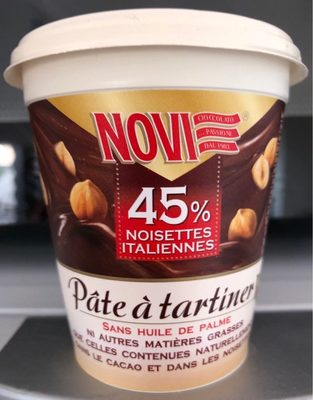 NOVI
CIOCCOLATO
PASSIONE
DAL 1903
45%
NOISETTES
ITALIENNES
Pâte à tartiner
SANS HUILE DE PALME
NI AUTRES MATIÈRES GRASSES
QUE CELLES CONTENUES NATURELLEMENT
DANS LE CACAO ET DANS LES NOISETTES